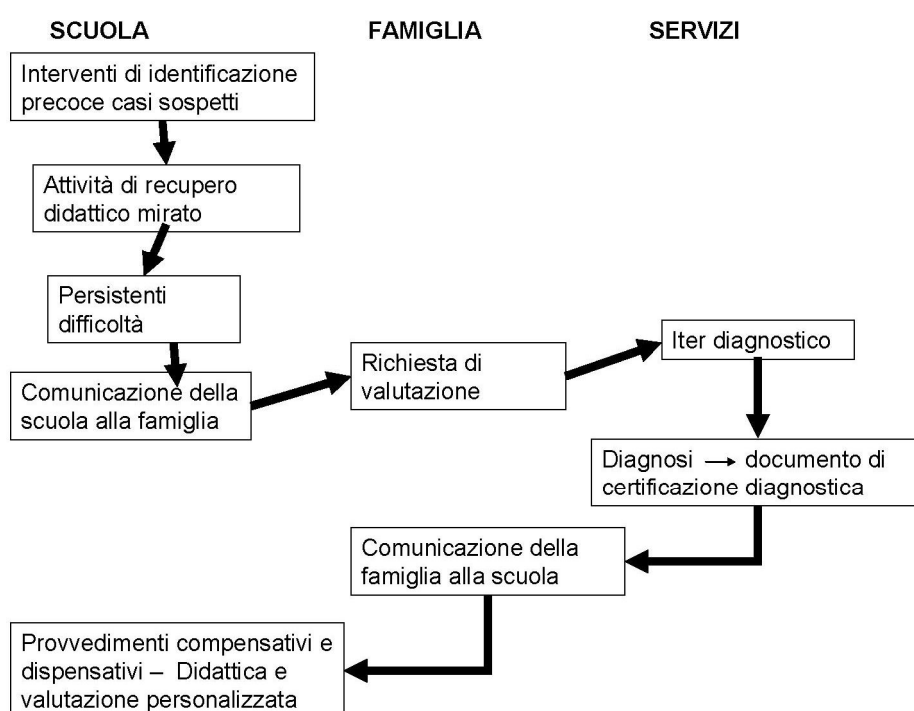 SCUOLA FAMIGLIA SERVIZI
Interventi di identificazione
precoce casi sospetti
Attività di recupero
didattico mirato
Persistenti
difficoltà
Comunicazione della
scuola alla famiglia
Richiesta di
valutazione
Iter diagnostico
Diagnosi → documento di
certificazione diagnostica
Comunicazione della
famiglia alla scuola
Provvedimenti compensativi e
dispensativi – Didattica e
valutazione personalizzata